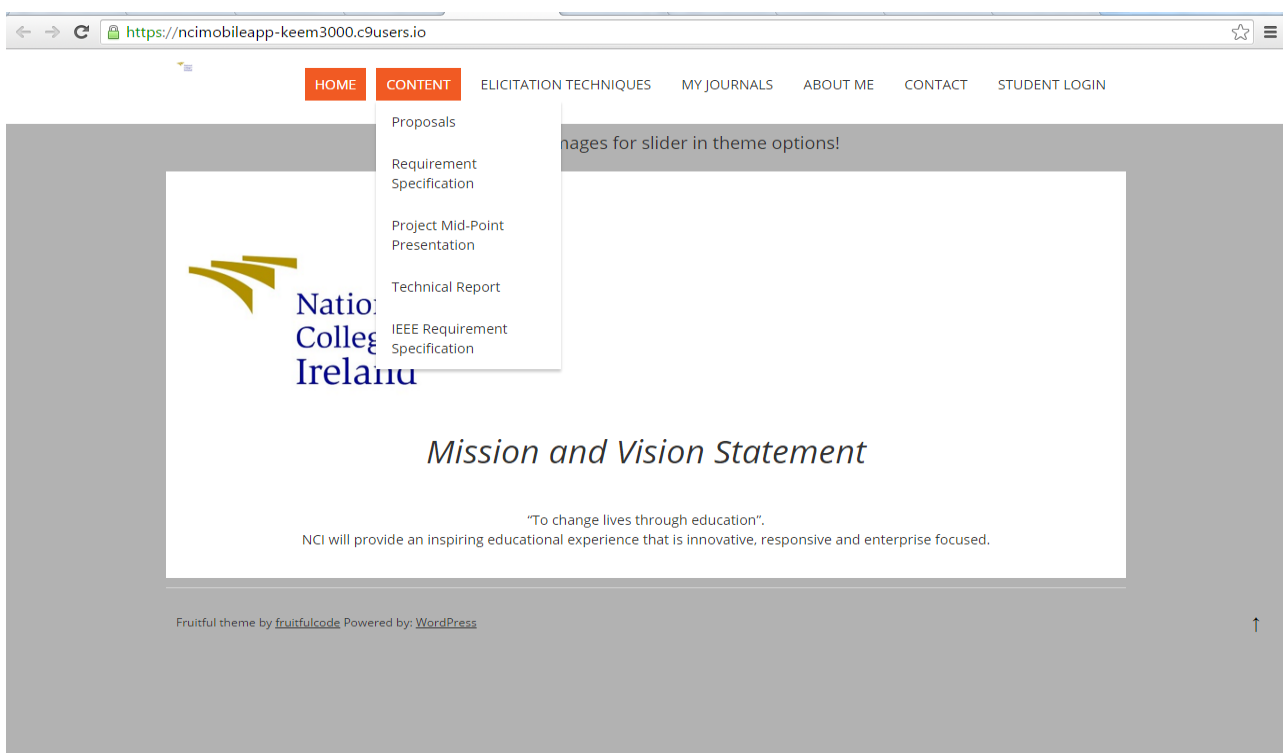 https://ncimobileapp-keem3000.c9users.io
HOME CONTENT ELICITATION TECHNIQUES MY JOURNALS ABOUT ME CONTACT STUDENT LOGIN
Proposals
Requirement
Specification
Project Mid-Point
Presentation
Technical Report
IEEE Requirement
Specification
for slider in theme options!
Ireland
Mission and Vision Statement
“To change lives through education”.
NCI will provide an inspiring educational experience that is innovative, responsive and enterprise focused.
Fruitful theme by fruitfulcode Powered by: WordPress
↑